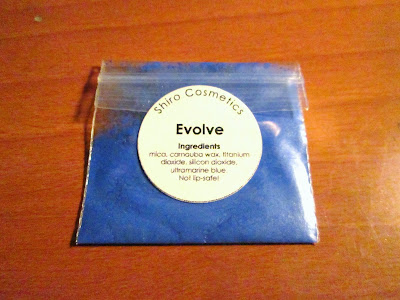 Shiro Cosmetics
Evolve
Ingredients
mica, carnauba wax, titanium
dioxide, silicon dioxide,
ultramarine blue
Not lip-safe!